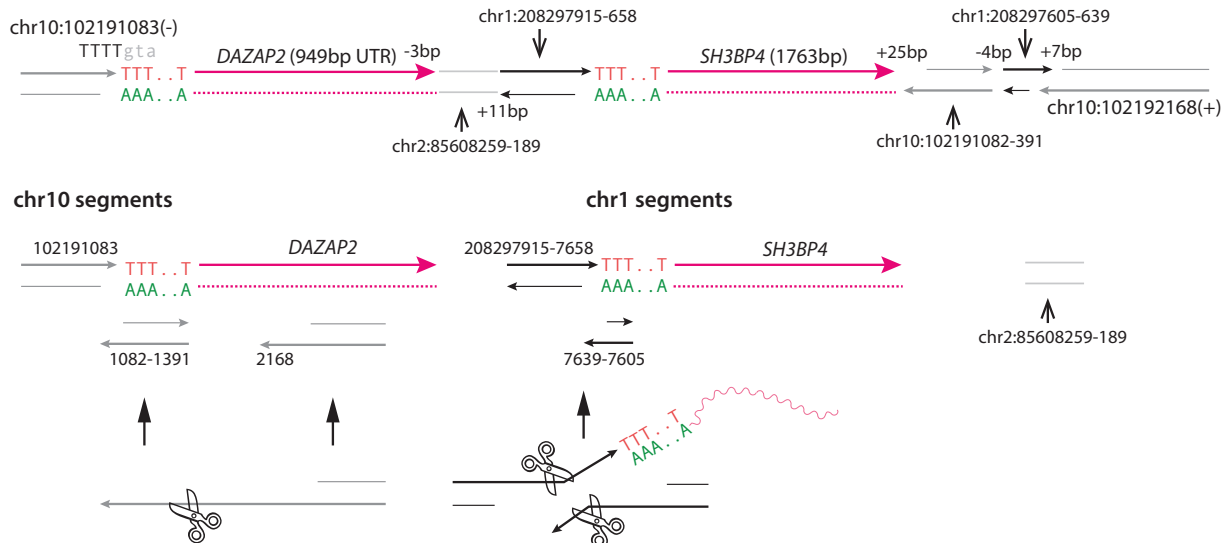 chr10:102191083(-)
TTTTgta
chr1:208297915-658
chr1:208297605-639
TTT..T
DAZAP2 (949bp UTR)
-3bp
TTT..T
SH3BP4 (1763bp)
+25bp
-4bp
+7bp
AAA..A
+11bp
AAA..A
chr10:102192168(+)
chr2:85608259-189
chr10:102191082-391
chr10 segments
chr1 segments
102191083
DAZAP2
208297915-7658
SH3BP4
TTT..T
TTT..T
AAA..A
AAA..A
chr2:85608259-189
1082-1391
2168
7639-7605
TTT..T
AAA..A